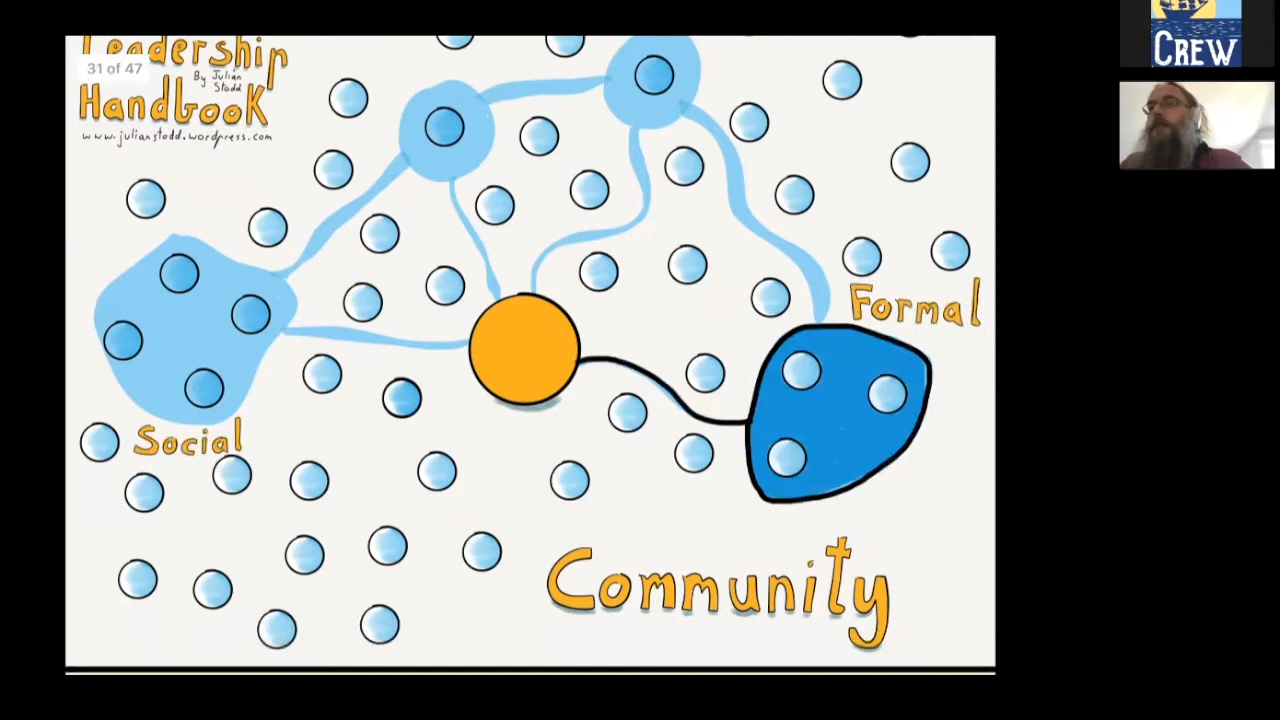 Leadership
31 of 47
By Julian
Stodd
Handbook
www.julianstodd.wordpress.com
CREW
Formal
Social
Community